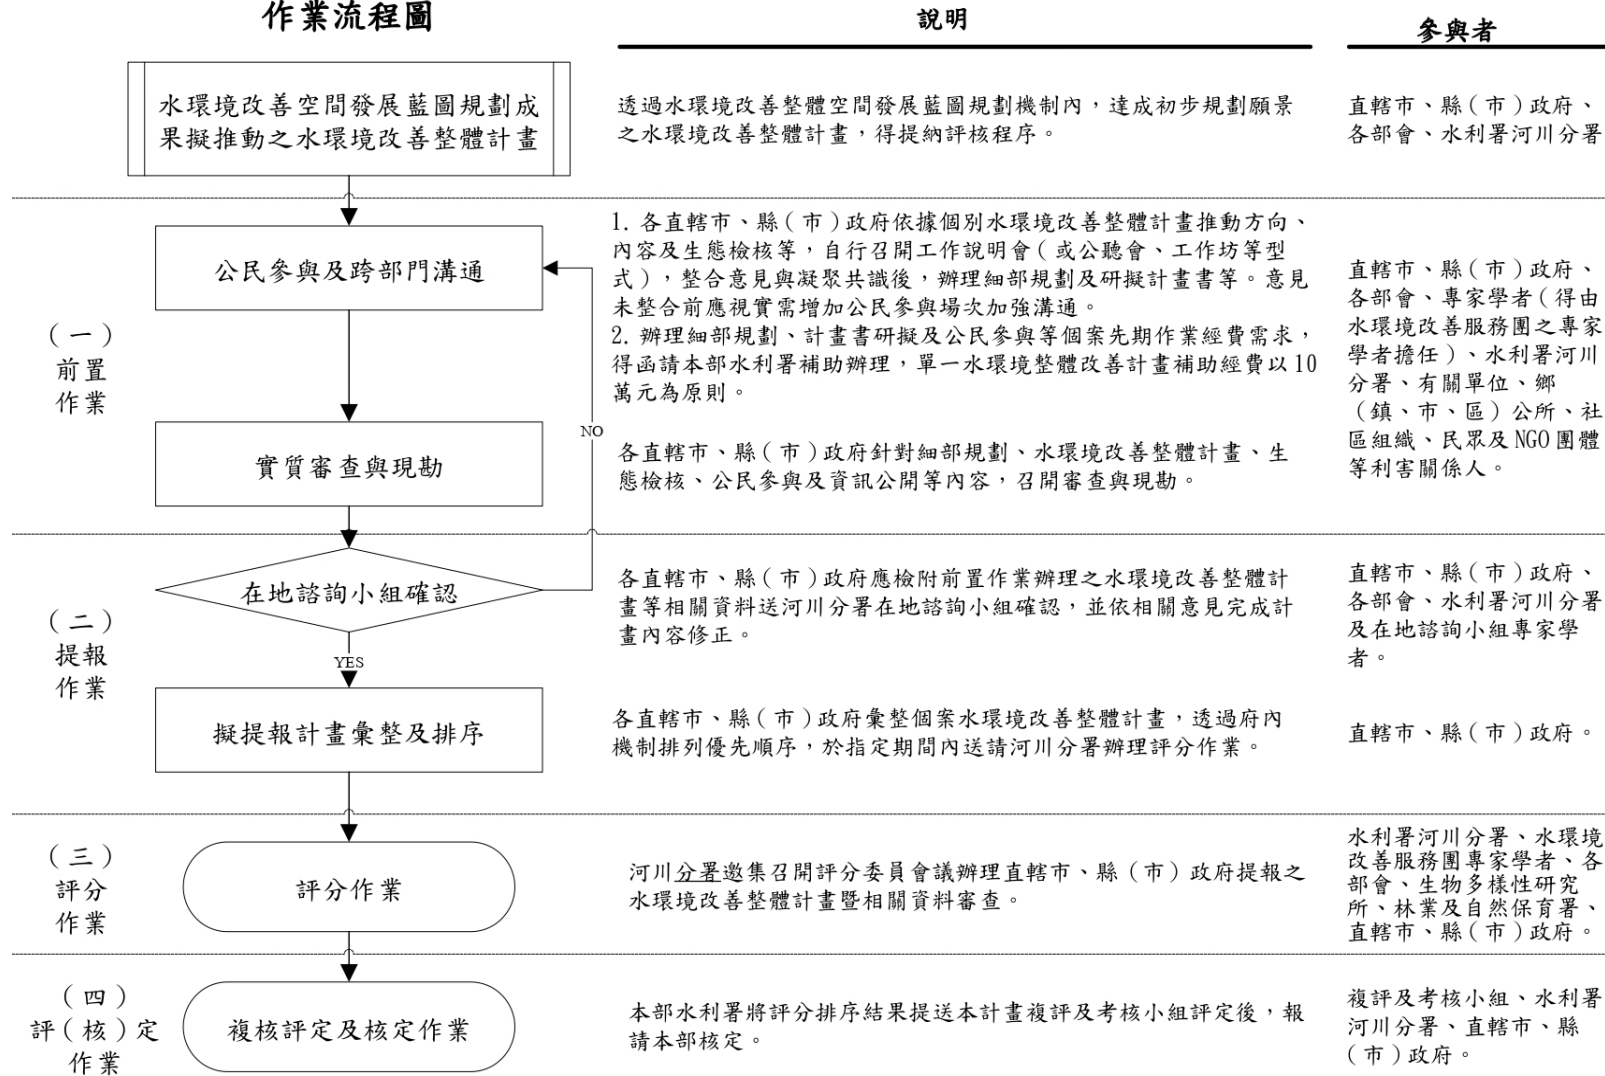 作業流程圖
說明
參與者
水環境改善空間發展藍圖規劃成
果擬推動之水環境改善整體計畫
透過水環境改善整體空間發展藍圖規劃機制內，達成初步規劃願景
之水環境改善整體計畫，得提納評核程序。
直轄市、縣（市）政府、
各部會、水利署河川分署
（一）
前置
作業
公民參與及跨部門溝通
1. 各直轄市、縣（市）政府依據個別水環境改善整體計畫推動方向、
內容及生態檢核等，自行召開工作說明會（或公聽會、工作坊等型
式），整合意見與凝聚共識後，辦理細部規劃及研擬計畫書等。意見
未整合前應視實需增加公民參與場次加強溝通。
2. 辦理細部規劃、計畫書研擬及公民參與等個案先期作業經費需求，
得函請本部水利署補助辦理，單一水環境整體改善計畫補助經費以10
萬元為原則。
直轄市、縣（市）政府、
各部會、專家學者（得由
水環境改善服務團之專家
學者擔任）、水利署河川
分署、有關單位、鄉
（鎮、市、區）公所、社
區組織、民眾及NGO團體
等利害關係人。
NO
實質審查與現勘
各直轄市、縣（市）政府針對細部規劃、水環境改善整體計畫、生
態檢核、公民參與及資訊公開等內容，召開審查與現勘。
（二）
提報
作業
在地諮詢小組確認
各直轄市、縣（市）政府應檢附前置作業辦理之水環境改善整體計
畫等相關資料送河川分署在地諮詢小組確認，並依相關意見完成計
畫內容修正。
直轄市、縣（市）政府、
各部會、水利署河川分署
及在地諮詢小組專家學
者。
YES
擬提報計畫彙整及排序
各直轄市、縣（市）政府彙整個案水環境改善整體計畫，透過府內
機制排列優先順序，於指定期間內送請河川分署辦理評分作業。
直轄市、縣（市）政府。
（三）
評分
作業
評分作業
河川分署邀集召開評分委員會議辦理直轄市、縣（市）政府提報之
水環境改善整體計畫暨相關資料審查。
水利署河川分署、水環境
改善服務團專家學者、各
部會、生物多樣性研究
所、林業及自然保育署、
直轄市、縣（市）政府。
（四）
評（核）定
作業
複核評定及核定作業
本部水利署將評分排序結果提送本計畫複評及考核小組評定後，報
請本部核定。
複評及考核小組、水利署
河川分署、直轄市、縣
（市）政府。